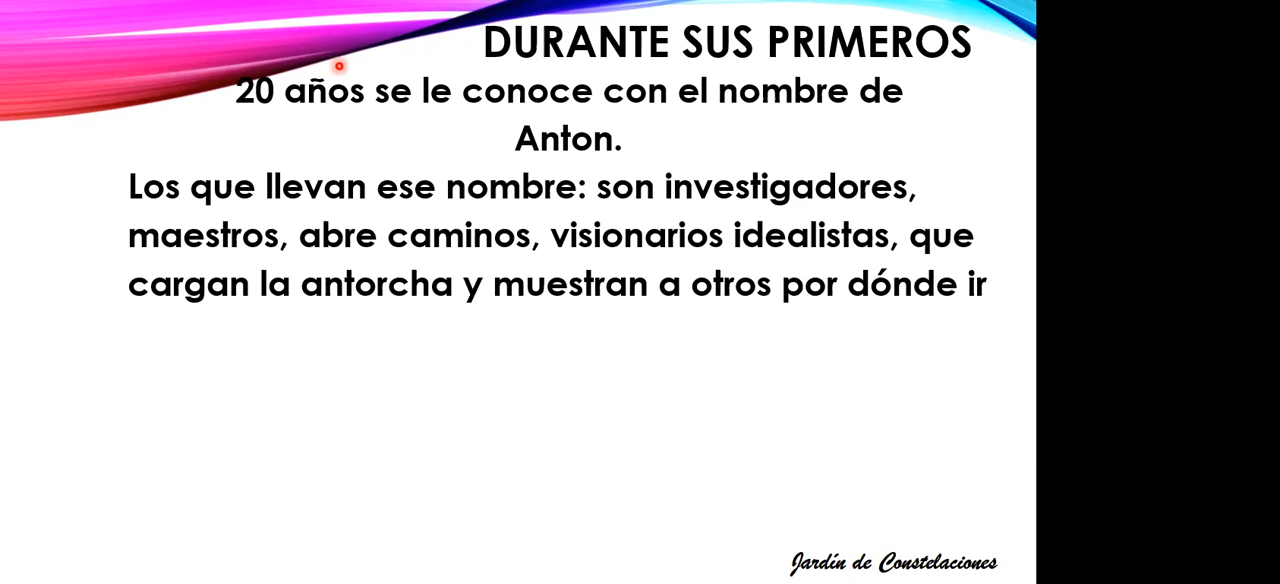 DURANTE SUS PRIMEROS
20 años se le conoce con el nombre de
Anton.
Los que llevan ese nombre: son investigadores,
maestros, abre caminos, visionarios idealistas, que
cargan la antorcha y muestran a otros por dónde ir
Jardín de Constelaciones